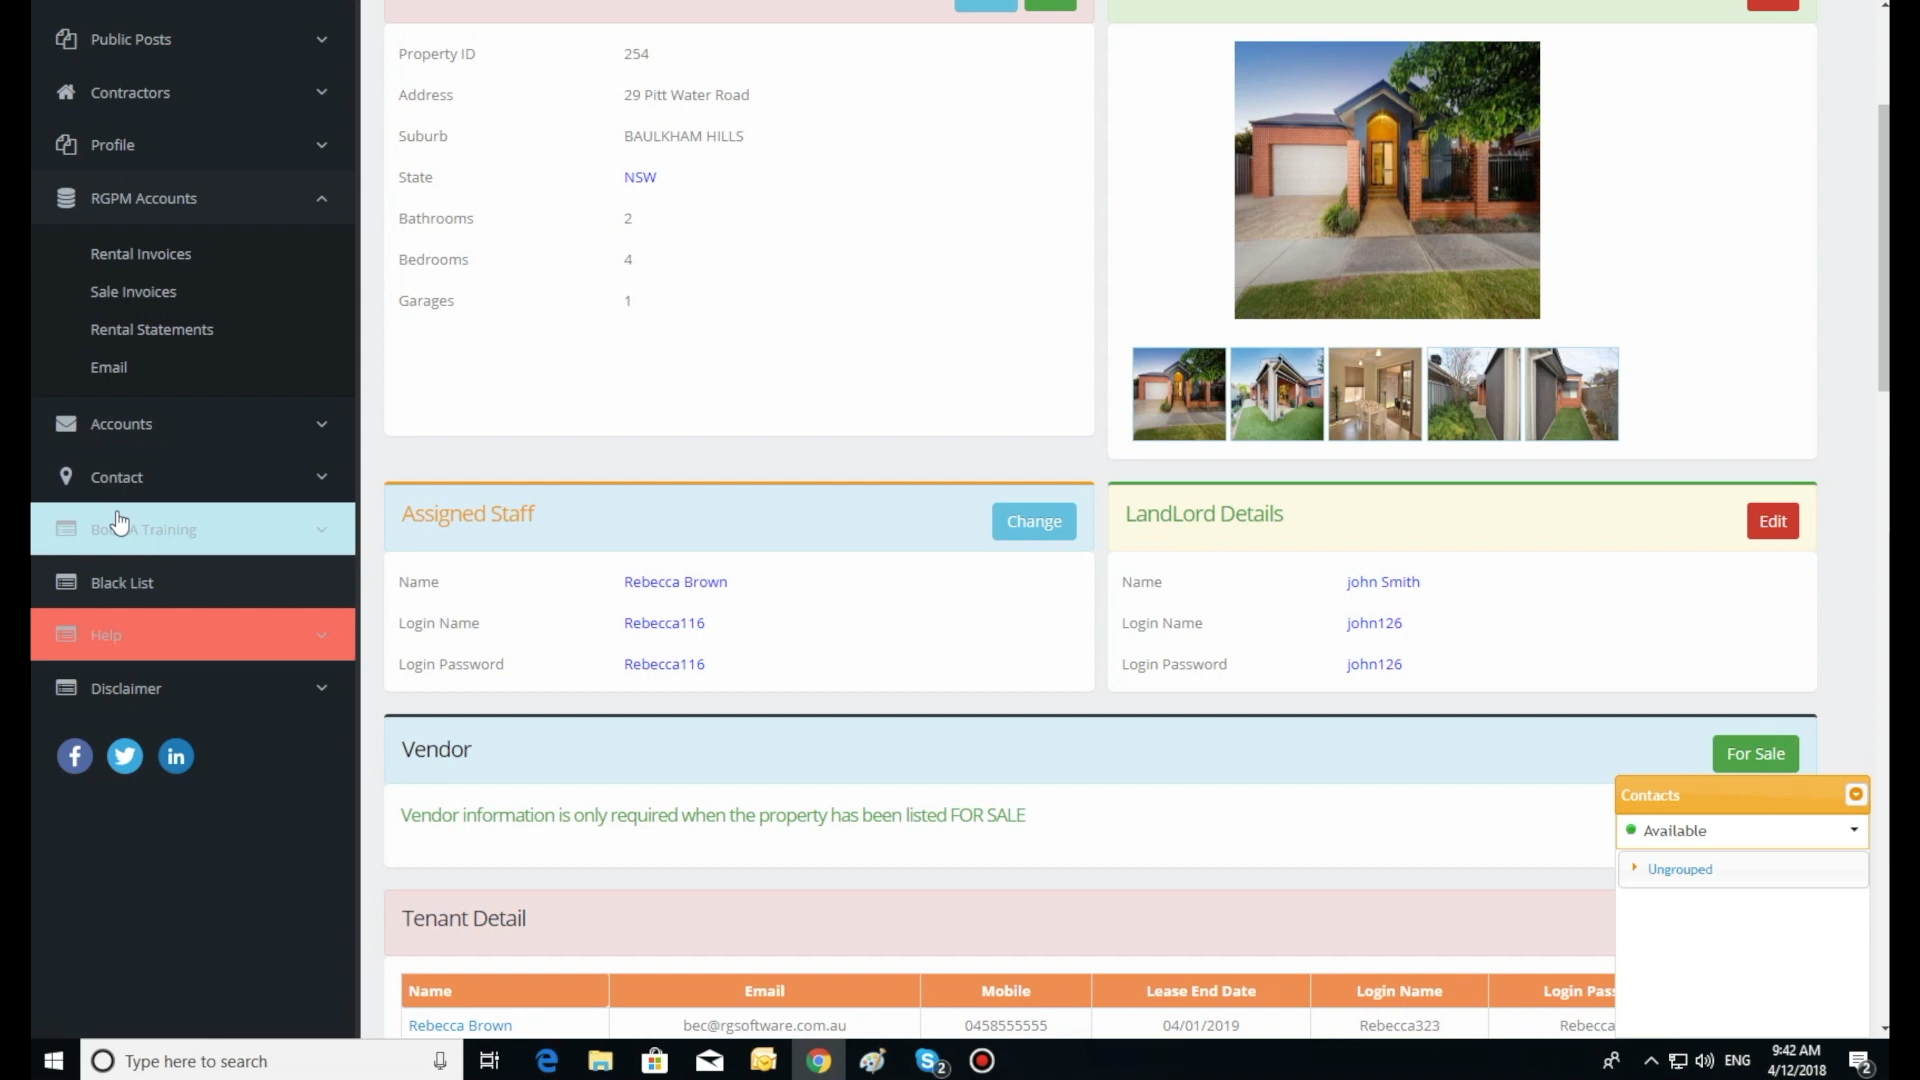 Public Posts
Contractors
Profile
RGPM Accounts
Rental Invoices
Sale Invoices
Rental Statements
Email
Accounts
Contact
Training
Black List
Help
Disclaimer
Property ID 254
Address 29 Pitt Water Road
Suburb BAULKHAM HILLS
State NSW
Bathrooms 2
Bedrooms 4
Garages 1
Assigned Staff Change
Name Rebecca Brown
Login Name Rebecca116
Login Password Rebecca116
LandLord Details Edit
Name john Smith
Login Name john126
Login Password john126
Vendor For Sale
Vendor information is only required when the property has been listed FOR SALE
Tenant Detail
Name Email Mobile Lease End Date Login Name Login Pass
Rebecca Brown bec@rgsoftware.com.au 0458555555 04/01/2019 Rebecca323 Rebecca
Contacts
Available
Ungrouped
Type here to search
2
ENG
9:42 AM
4/12/2018
2